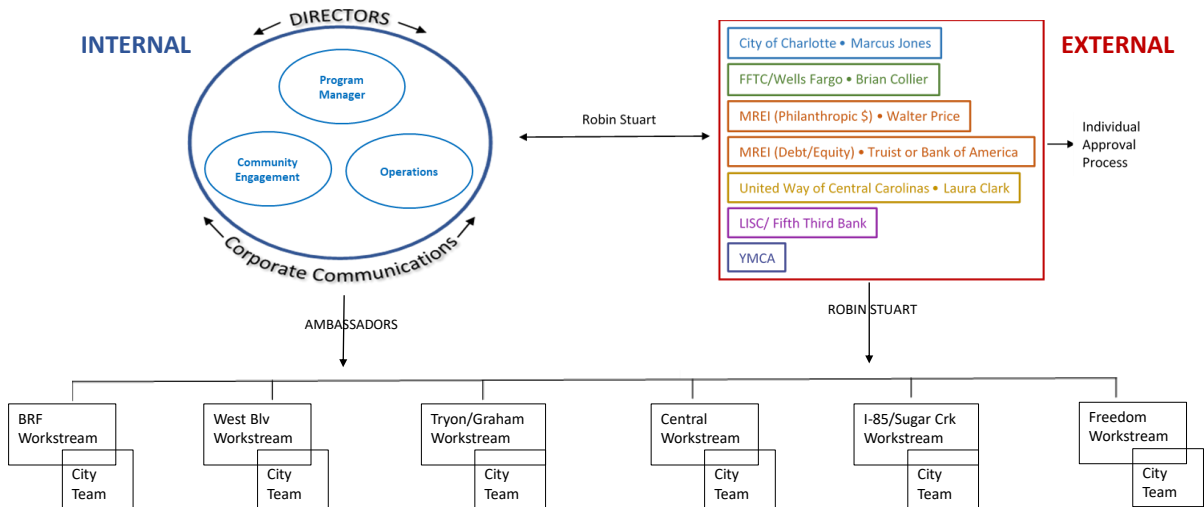 DIRECTORS
INTERNAL
Program
Manager
Community
Engagement
Operations
Corporate Communications
Robin Stuart
EXTERNAL
City of Charlotte • Marcus Jones
FFTC/Wells Fargo • Brian Collier
MREI (Philanthropic $) • Walter Price
MREI (Debt/Equity) • Truist or Bank of America
United Way of Central Carolinas • Laura Clark
LISC/ Fifth Third Bank
YMCA
Individual
Approval
Process
AMBASSADORS
ROBIN STUART
BRF
Workstream
City
Team
West Blv
Workstream
City
Team
Tryon/Graham
Workstream
City
Team
Central
Workstream
City
Team
I-85/Sugar Crk
Workstream
City
Team
Freedom
Workstream
City
Team